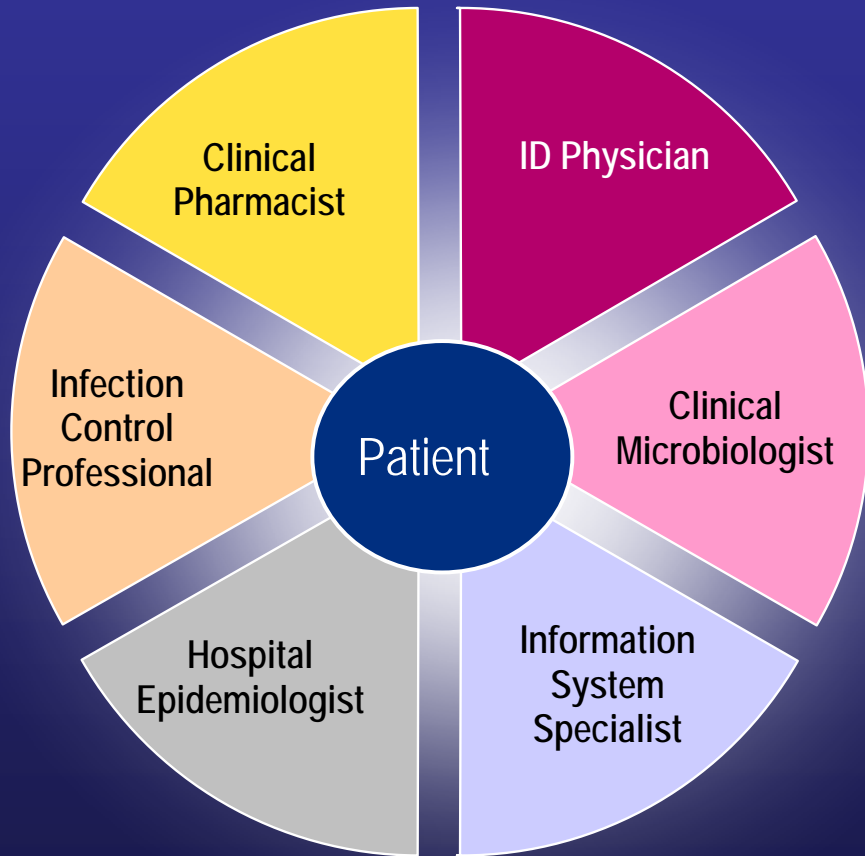 Clinical
Pharmacist
ID Physician
Infection
Control
Professional
Patient
Clinical
Microbiologist
Hospital
Epidemiologist
Information
System
Specialist